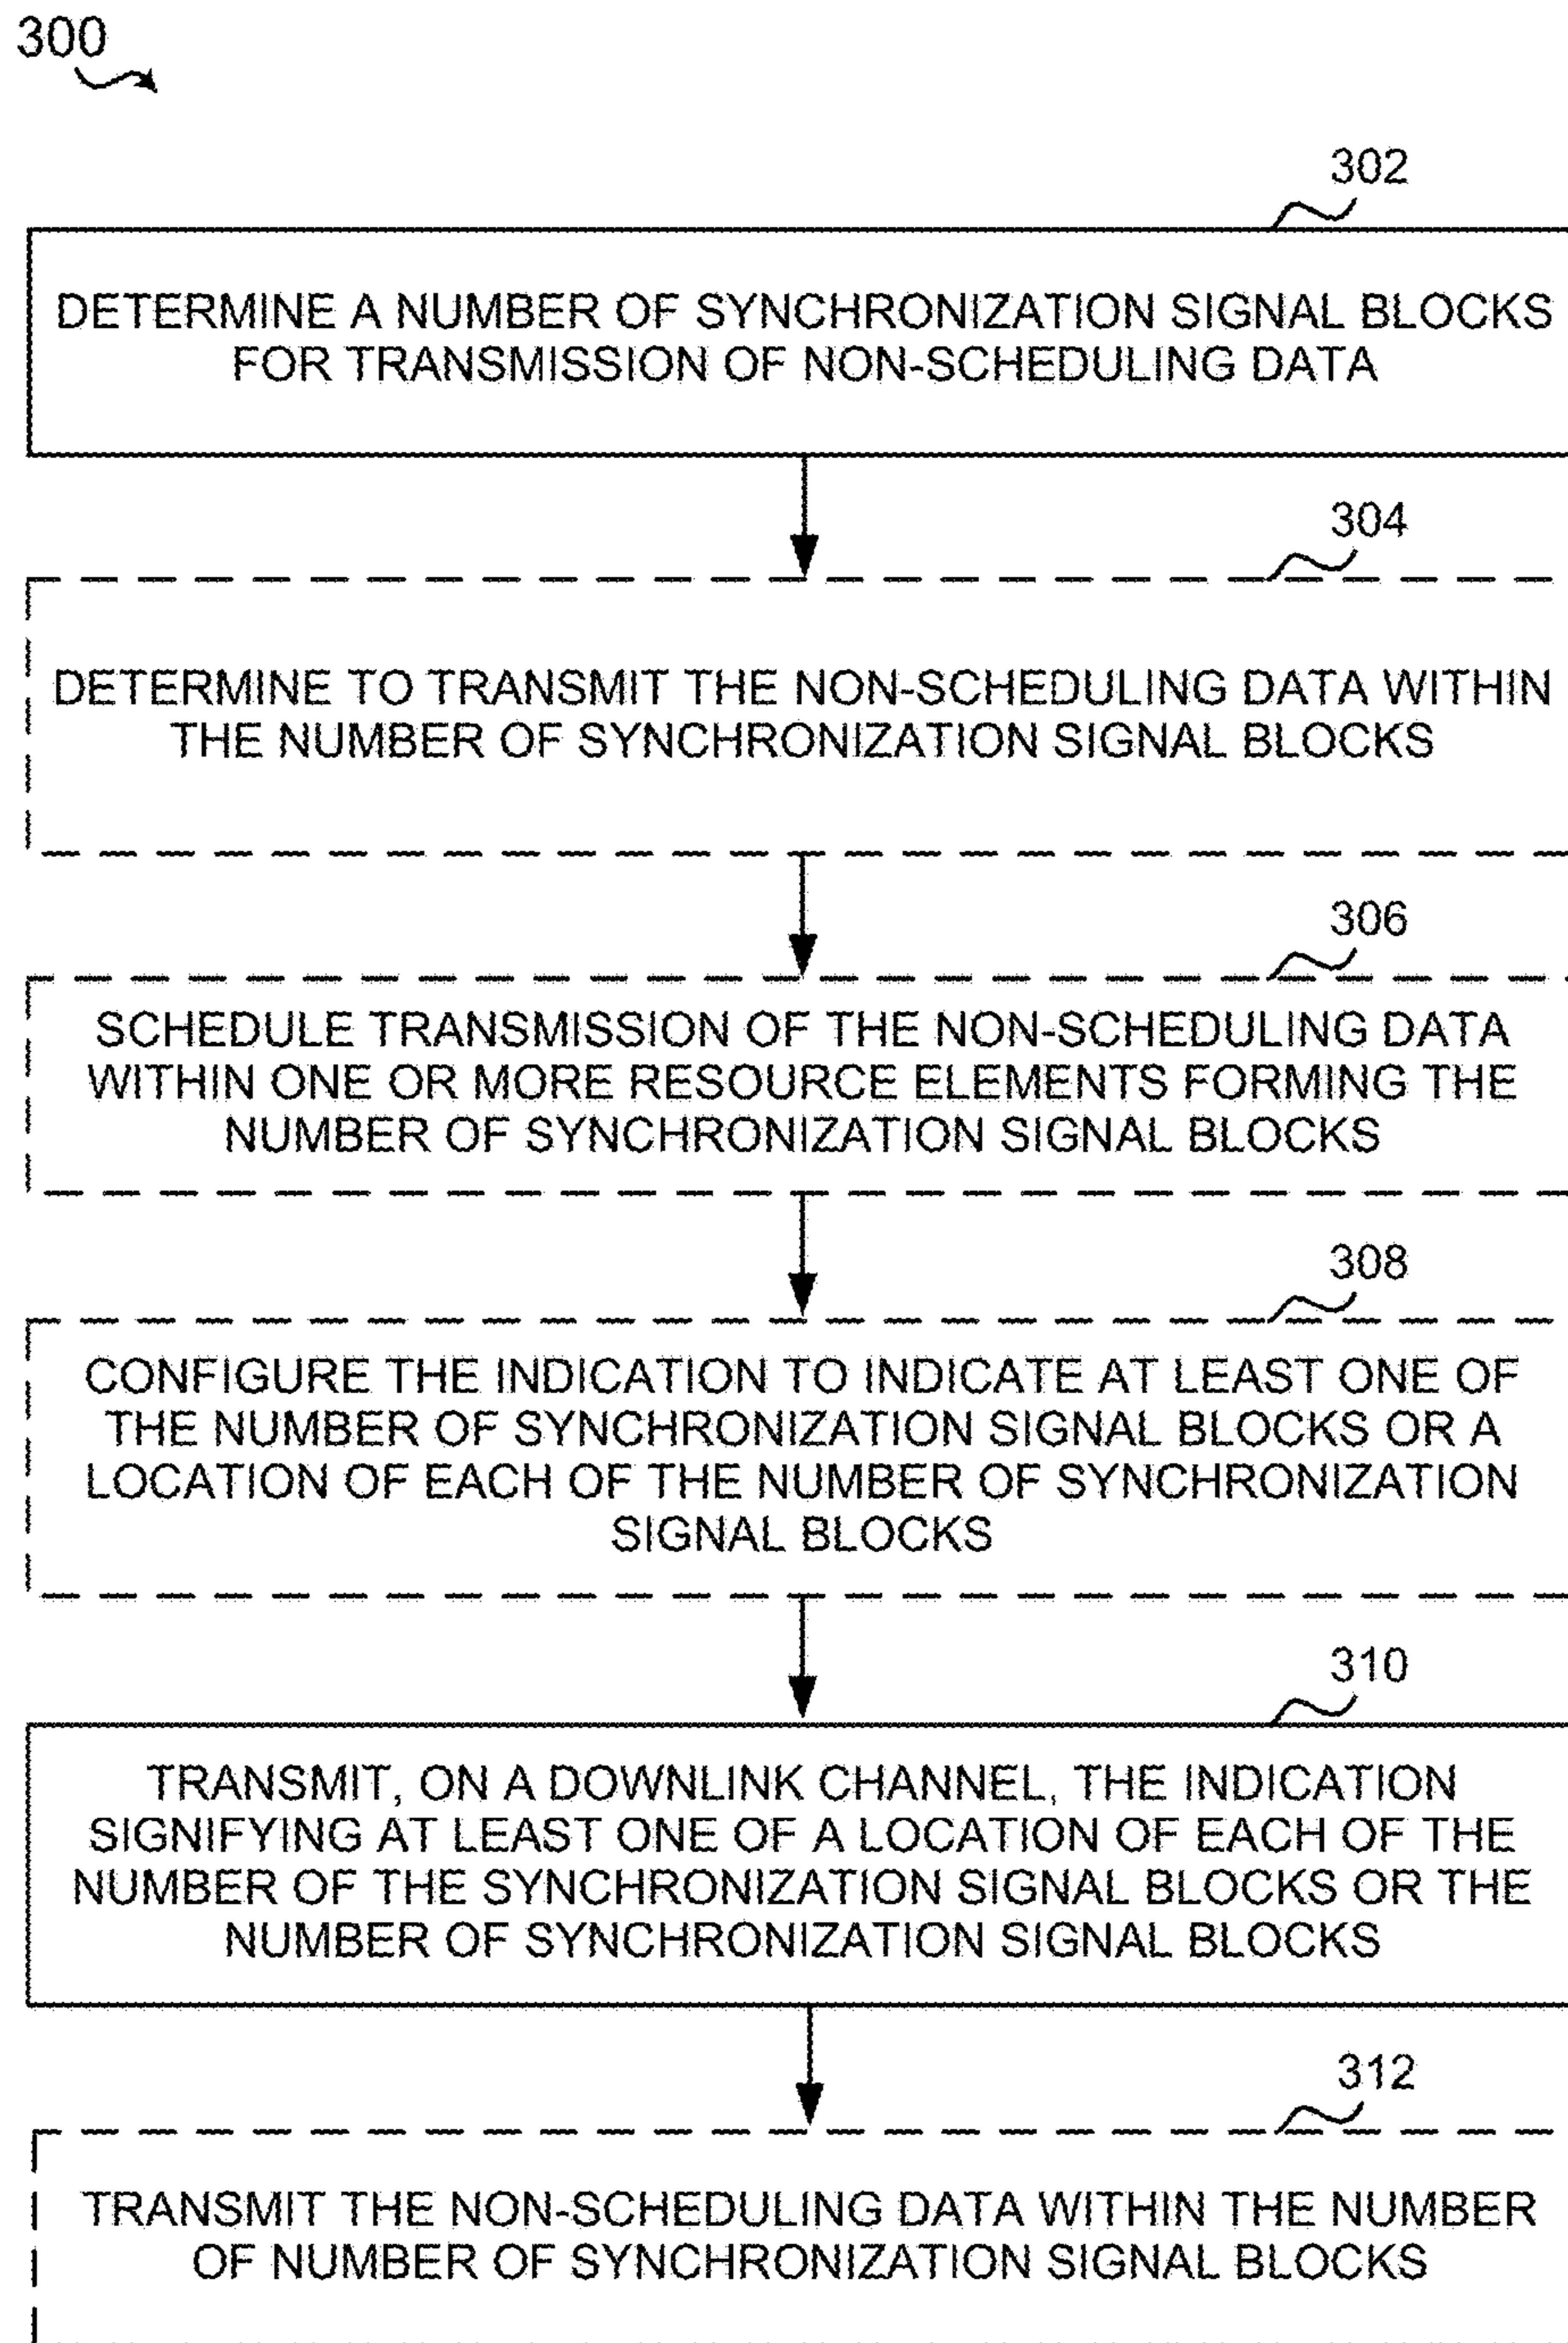 300
302
DETERMINE A NUMBER OF SYNCHRONIZATION SIGNAL BLOCKS
FOR TRANSMISSION OF NON-SCHEDULING DATA
304
DETERMINE TO TRANSMIT THE NON-SCHEDULING DATA WITHIN
THE NUMBER OF SYNCHRONIZATION SIGNAL BLOCKS
306
SCHEDULE TRANSMISSION OF THE NON-SCHEDULING DATA
WITHIN ONE OR MORE RESOURCE ELEMENTS FORMING THE
NUMBER OF SYNCHRONIZATION SIGNAL BLOCKS
308
CONFIGURE THE INDICATION TO INDICATE AT LEAST ONE OF
THE NUMBER OF SYNCHRONIZATION SIGNAL BLOCKS OR A
LOCATION OF EACH OF THE NUMBER OF SYNCHRONIZATION
SIGNAL BLOCKS
310
TRANSMIT, ON A DOWNLINK CHANNEL, THE INDICATION
SIGNIFYING AT LEAST ONE OF A LOCATION OF EACH OF THE
NUMBER OF THE SYNCHRONIZATION SIGNAL BLOCKS OR THE
NUMBER OF SYNCHRONIZATION SIGNAL BLOCKS
312
TRANSMIT THE NON-SCHEDULING DATA WITHIN THE NUMBER
OF NUMBER OF SYNCHRONIZATION SIGNAL BLOCKS